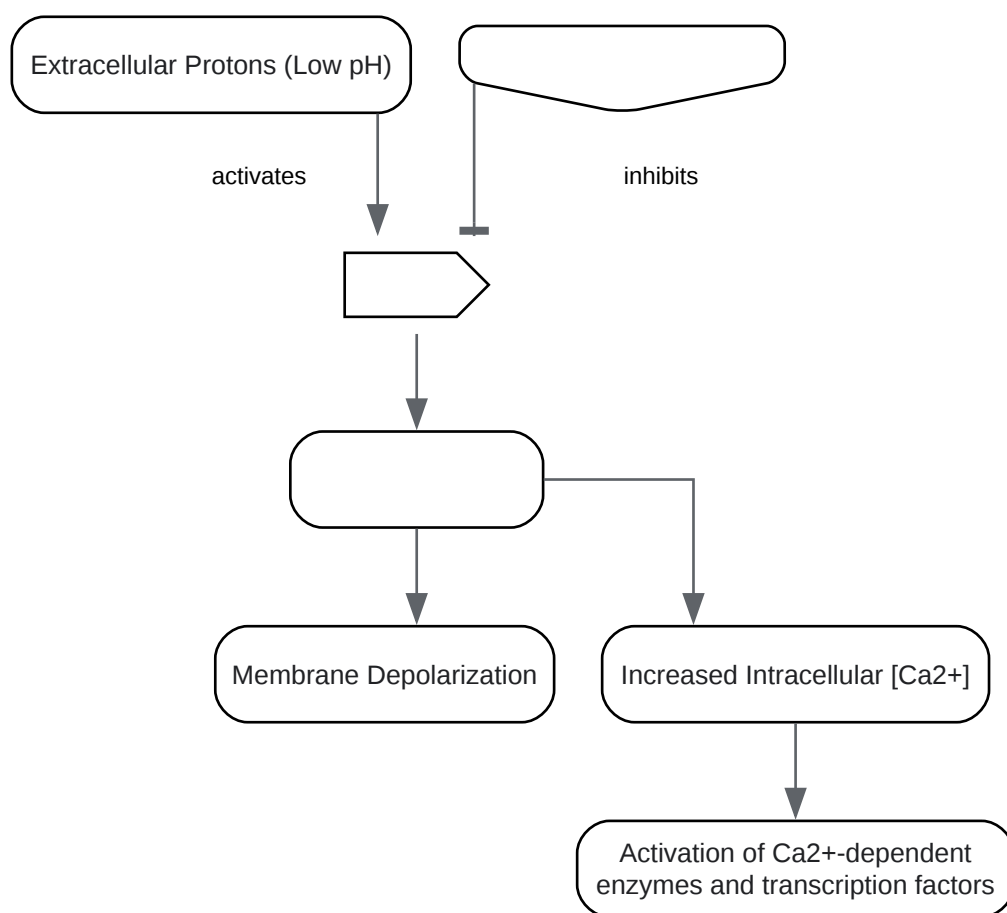 Extracellular Protons (Low pH)
activates
inhibits
Membrane Depolarization
Increased Intracellular [Ca2+]
Activation of Ca2+-dependent
enzymes and transcription factors